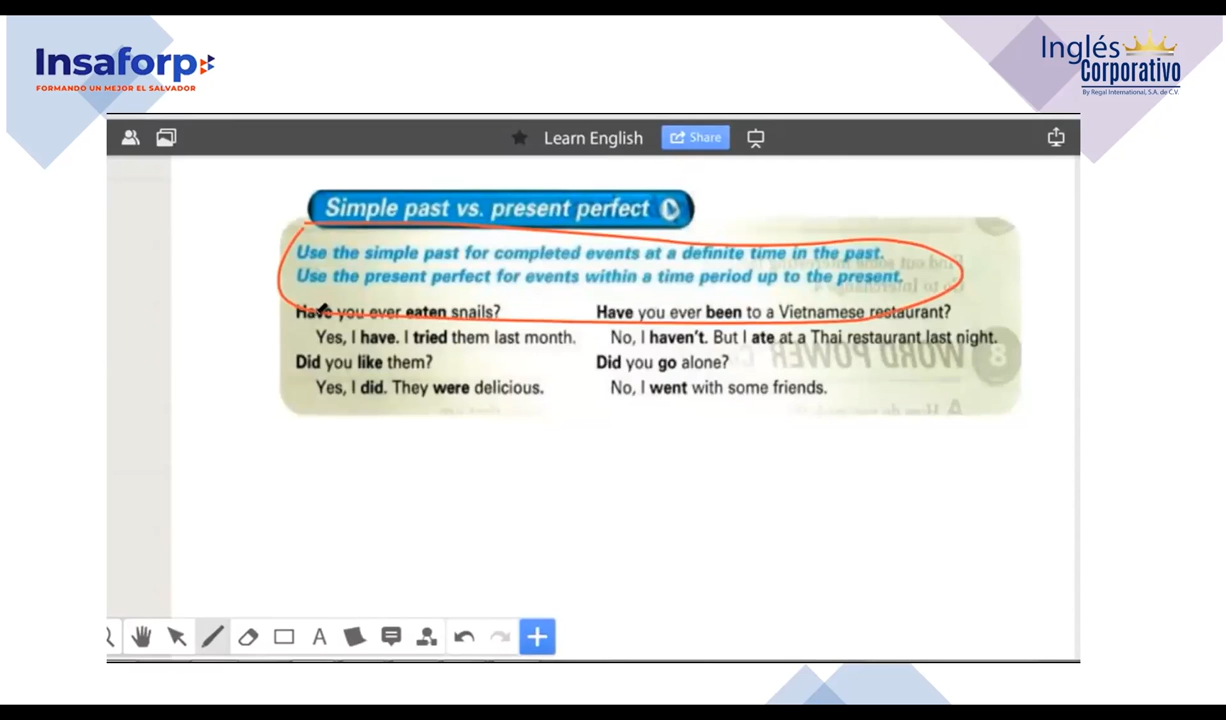 Insaforp
FORMANDO UN MEJOR EL SALVADOR
Inglés
Corporativo
By Regal International, S.A. de C.V.
Learn English
Share
Simple past vs. present perfect
Use the simple past for completed events at a definite time in the past.
Use the present perfect for events within a time period up to the present.
Have you ever eaten snails?
Yes, I have. I tried them last month.
Did you like them?
Yes, I did. They were delicious.
Have you ever been to a Vietnamese restaurant?
No, I haven't. But I ate at a Thai restaurant last night.
Did you go alone?
No, I went with some friends.
WORD POWER
8
A